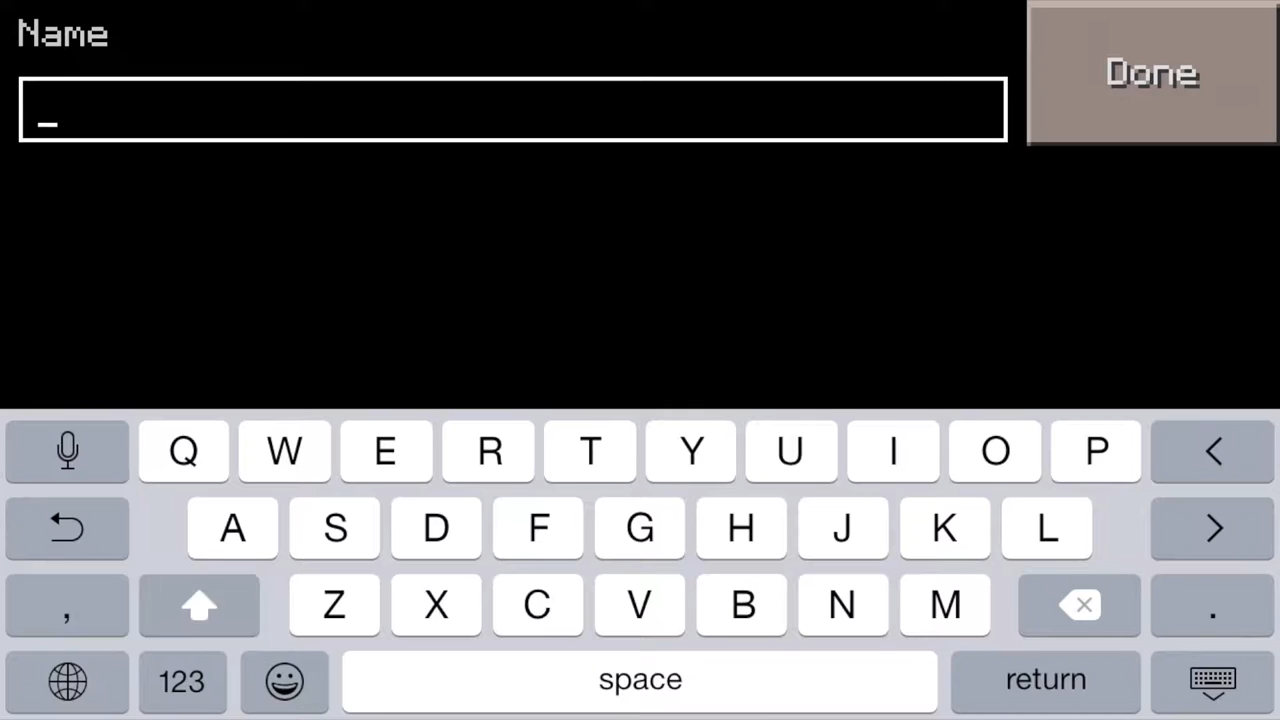 Name
_
Done
Q W E R T Y U I O P <
A S D F G H J K L >
, Z X C V B N M .
123 space return